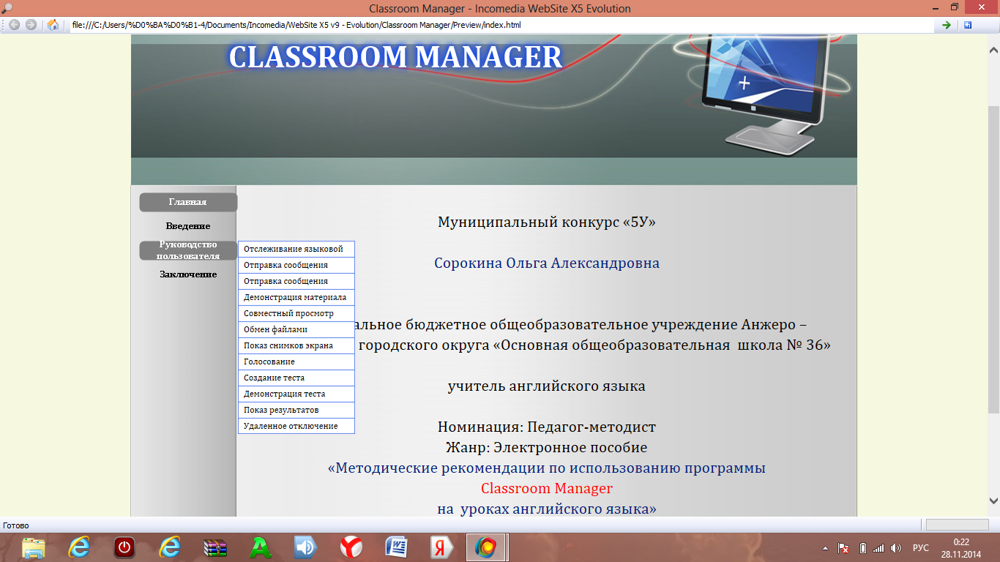 Classroom Manager - Incomedia WebSite X5 Evolution
file:///C:/Users/%D0%BA%D0%B1-4/Documents/Incomedia/WebSite X5 v9 - Evolution/Classroom Manager/Preview/index.html
CLASSROOM MANAGER
Главная
Введение
Руководство
пользователя
Заключение
Отслеживание языковой
Отправка сообщения
Отправка сообщения
Демонстрация материала
Совместный просмотр
Обмен файлами
Показ снимков экрана
Голосование
Создание теста
Демонстрация теста
Показ результатов
Удаленное отключение
Муниципальный конкурс «5У»
Сорокина Ольга Александровна
альное бюджетное общеобразовательное учреждение Анжеро –
городского округа «Основная общеобразовательная школа № 36»
учитель английского языка
Номинация: Педагог-методист
Жанр: Электронное пособие
«Методические рекомендации по использованию программы
Classroom Manager
на уроках английского языка»
Готово
РУС
0:22
28.11.2014